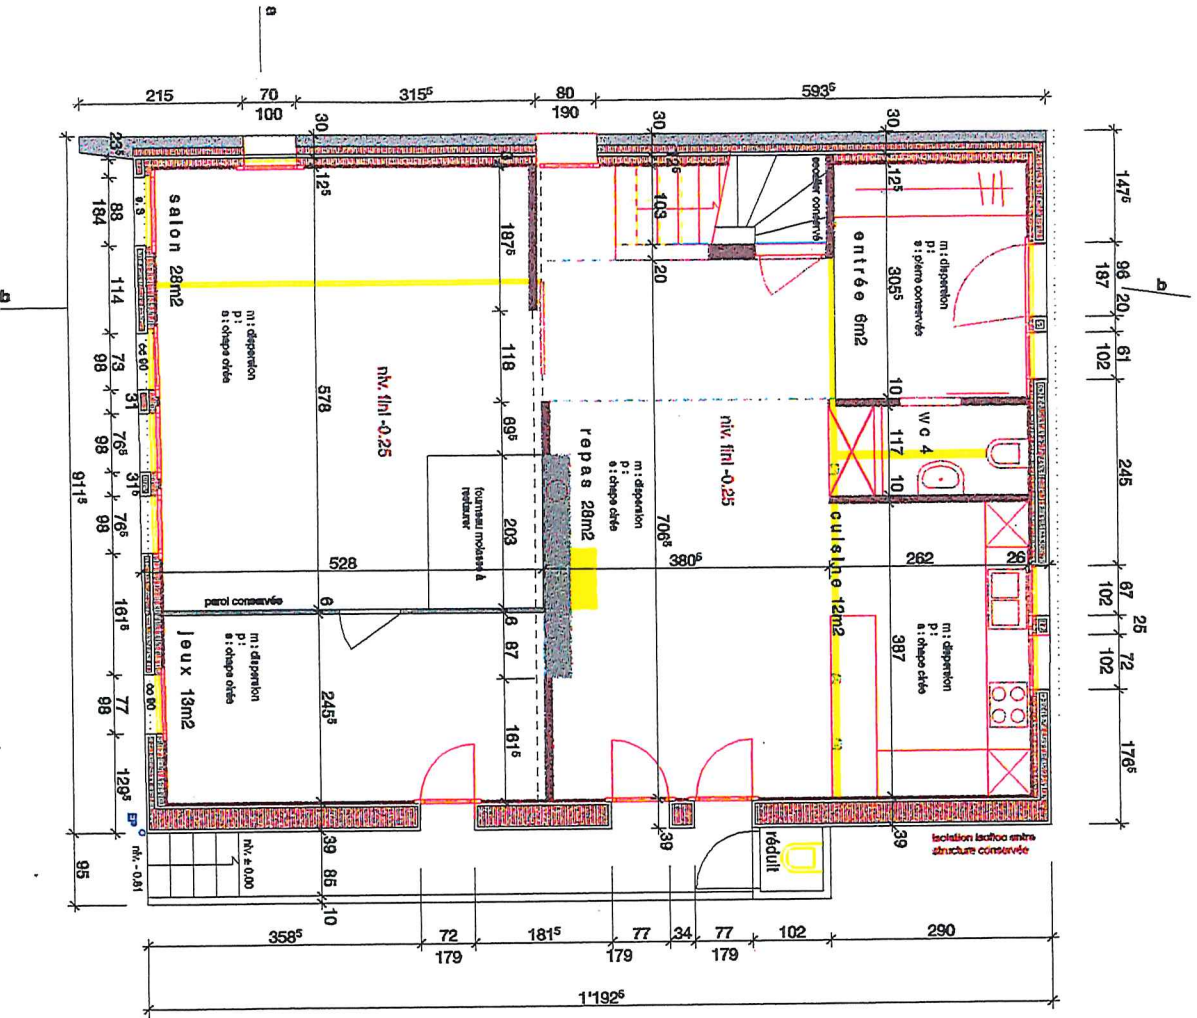 a
215
70
100
315⁵
80
190
593⁵
30
30
30
23⁵
12⁵
12⁵
12⁵
88
184
114
73
98
31
76⁵
98
31⁵
76⁵
98
161⁵
77
98
129⁵
911⁵
95
b
salon 28m2
m : dispersion
p :
s : chape cirée
niv. fini -0.25
578
187⁵
118
69⁵
203
6
87
161⁵
528
fourneau molasse à
restaurer
paroi conservée
6
jeux 13m2
m : dispersion
p :
s : chape cirée
245⁵
103
20
escalier conservé
repas 28m2
m : dispersion
p :
s : chape cirée
niv. fini -0.25
706⁵
380⁵
entrée 6m2
m : dispersion
p :
s : pierre conservée
305⁵
10
WC 4
117
10
cuisine 12m2
m : dispersion
p :
s : chape cirée
262
26
387
147⁵
96
187
20
b
61
102
245
67
102
25
72
102
176⁵
isolation isofloc entre
structure conservée
réduit
39
39
39
EP
niv. - 0.61
niv. ± 0.00
85
10
358⁵
72
179
181⁵
77
179
34
77
179
102
290
1'192⁵